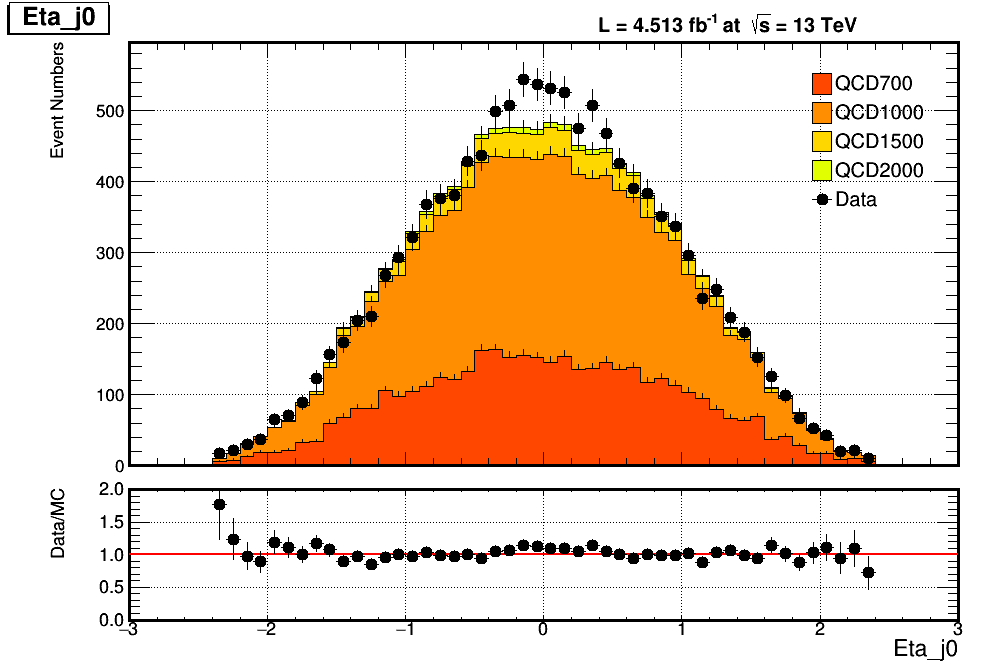 Eta_j0
L = 4.513 fb⁻¹ at √s = 13 TeV
Event Numbers
500
400
300
200
100
0
QCD700
QCD1000
QCD1500
QCD2000
Data
Data/MC
2.0
1.5
1.0
0.5
0.0
−3 −2 −1 0 1 2 3
Eta_j0